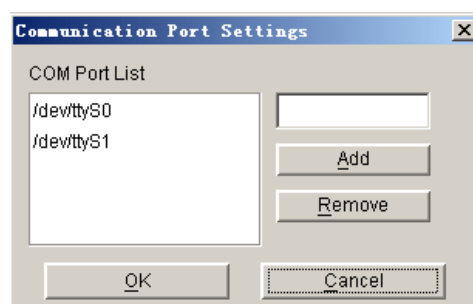 Communication Port Settings
COM Port List
/dev/ttyS0
/dev/ttyS1
Add
Remove
OK
Cancel